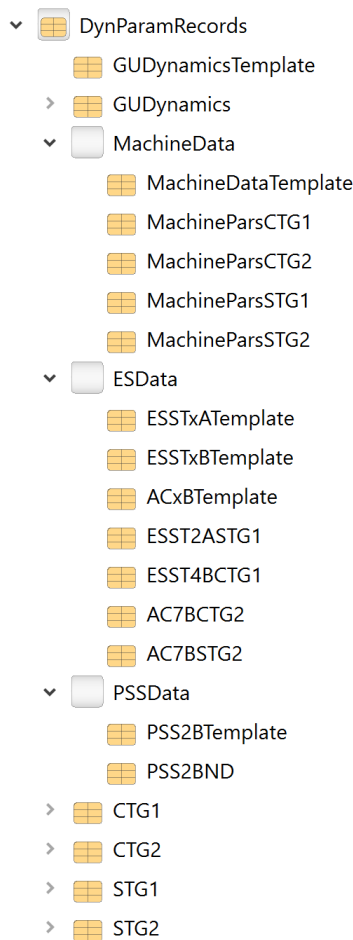 DynParamRecords
GUDynamicsTemplate
GUDynamics
MachineData
MachineDataTemplate
MachineParsCTG1
MachineParsCTG2
MachineParsSTG1
MachineParsSTG2
ESData
ESSTxATemplate
ESSTxBTemplate
ACxBTemplate
ESST2ASTG1
ESST4BCTG1
AC7BCTG2
AC7BSTG2
PSSData
PSS2BTemplate
PSS2BND
CTG1
CTG2
STG1
STG2